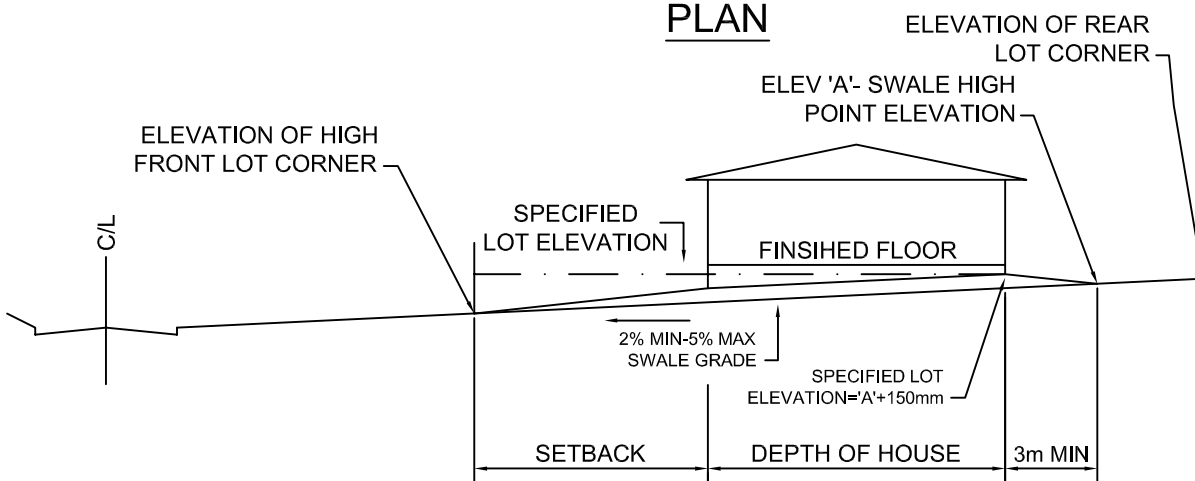 PLAN
ELEVATION OF REAR
LOT CORNER
ELEV 'A'- SWALE HIGH
POINT ELEVATION
ELEVATION OF HIGH
FRONT LOT CORNER
C/L
SPECIFIED
LOT ELEVATION
FINSIHED FLOOR
2% MIN-5% MAX
SWALE GRADE
SPECIFIED LOT
ELEVATION='A'+150mm
SETBACK
DEPTH OF HOUSE
3m MIN